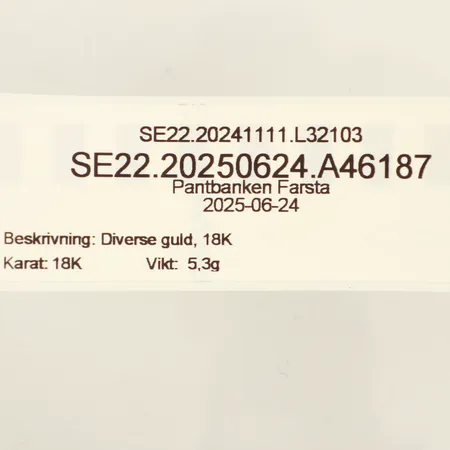 SE22.20241111.L32103
SE22.20250624.A46187
Pantbanken Farsta
2025-06-24
Beskrivning: Diverse guld, 18K
Karat: 18K Vikt: 5,3g